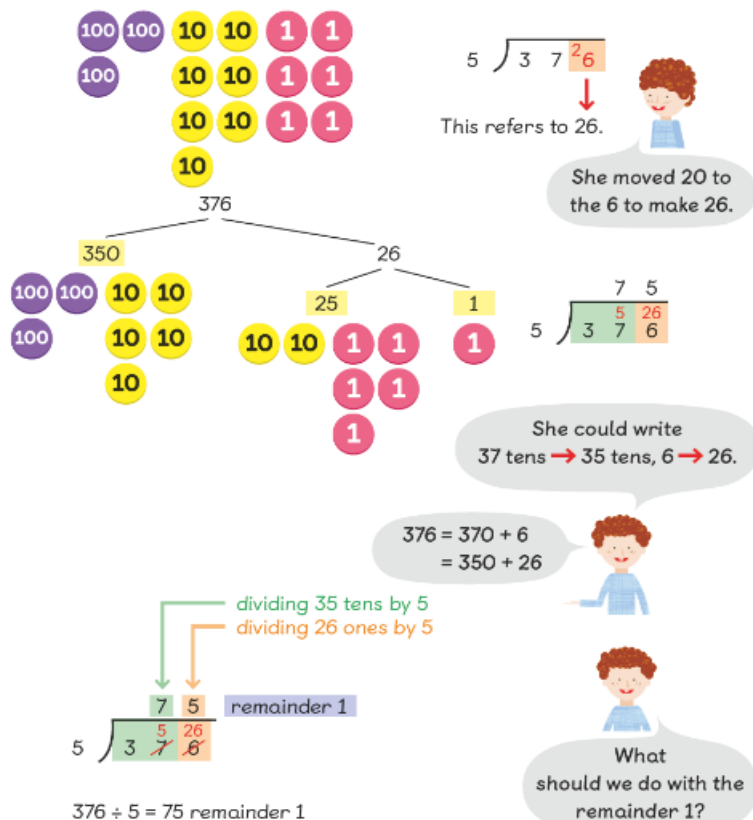 100 100 10 10 1 1
100 10 10 1 1
10 10 1 1
10
5 3 7 26
This refers to 26.
She moved 20 to
the 6 to make 26.
376
350 26
25 1
100 100 10 10
100 10 10
10
10 10 1 1 1
1 1
1
7 5
5 26
5 3 7 6
She could write
37 tens → 35 tens, 6 → 26.
376 = 370 + 6
= 350 + 26
dividing 35 tens by 5
dividing 26 ones by 5
7 5 remainder 1
5 26
5 3 7 6
376 ÷ 5 = 75 remainder 1
What
should we do with the
remainder 1?